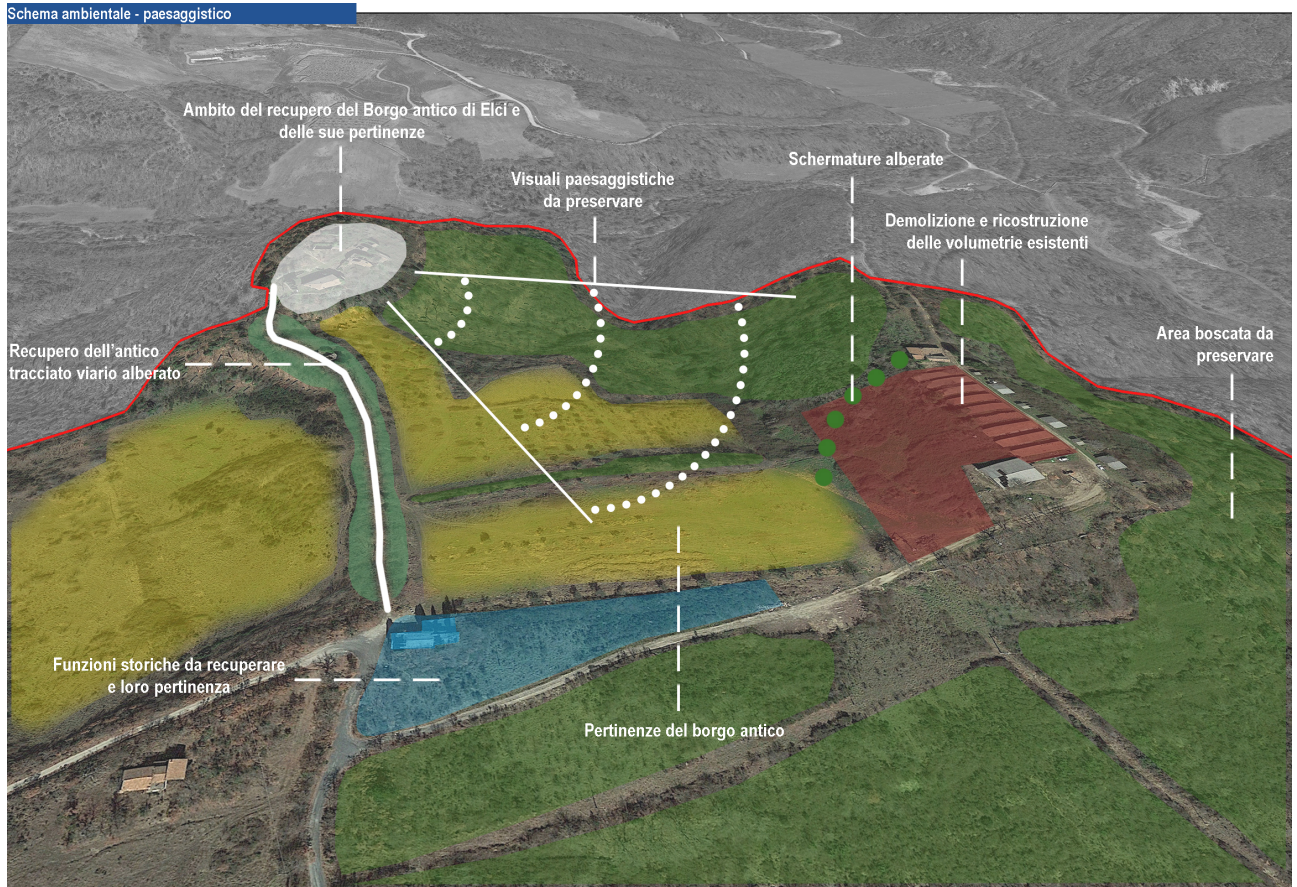 Schema ambientale - paesaggistico
Ambito del recupero del Borgo antico di Elci e
delle sue pertinenze
Visuali paesaggistiche
da preservare
Schermature alberate
Demolizione e ricostruzione
delle volumetrie esistenti
Area boscata da
preservare
Recupero dell'antico
tracciato viario alberato
Funzioni storiche da recuperare
e loro pertinenza
Pertinenze del borgo antico